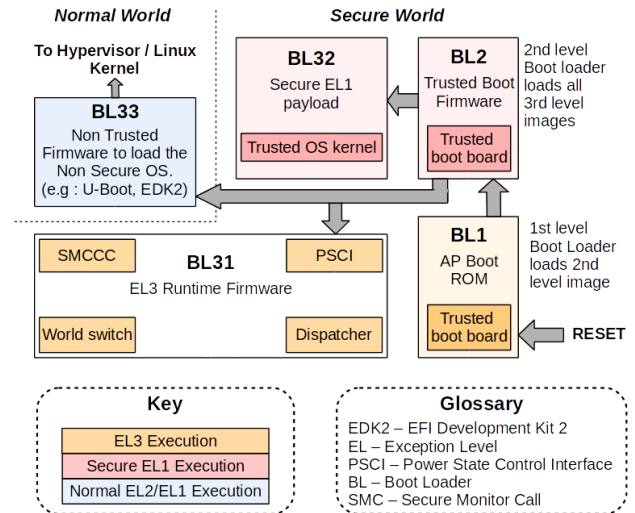 Normal World
Secure World
To Hypervisor / Linux
Kernel
BL33
Non Trusted
Firmware to load the
Non Secure OS.
(e.g : U-Boot, EDK2)
BL32
Secure EL1
payload
Trusted OS kernel
BL2
Trusted Boot
Firmware
Trusted
boot board
2nd level
Boot loader
loads all
3rd level
images
SMCCC
PSCI
BL31
EL3 Runtime Firmware
World switch
Dispatcher
BL1
AP Boot
ROM
Trusted
boot board
1st level
Boot Loader
loads 2nd
level image
RESET
Key
EL3 Execution
Secure EL1 Execution
Normal EL2/EL1 Execution
Glossary
EDK2 – EFI Development Kit 2
EL – Exception Level
PSCI – Power State Control Interface
BL – Boot Loader
SMC – Secure Monitor Call